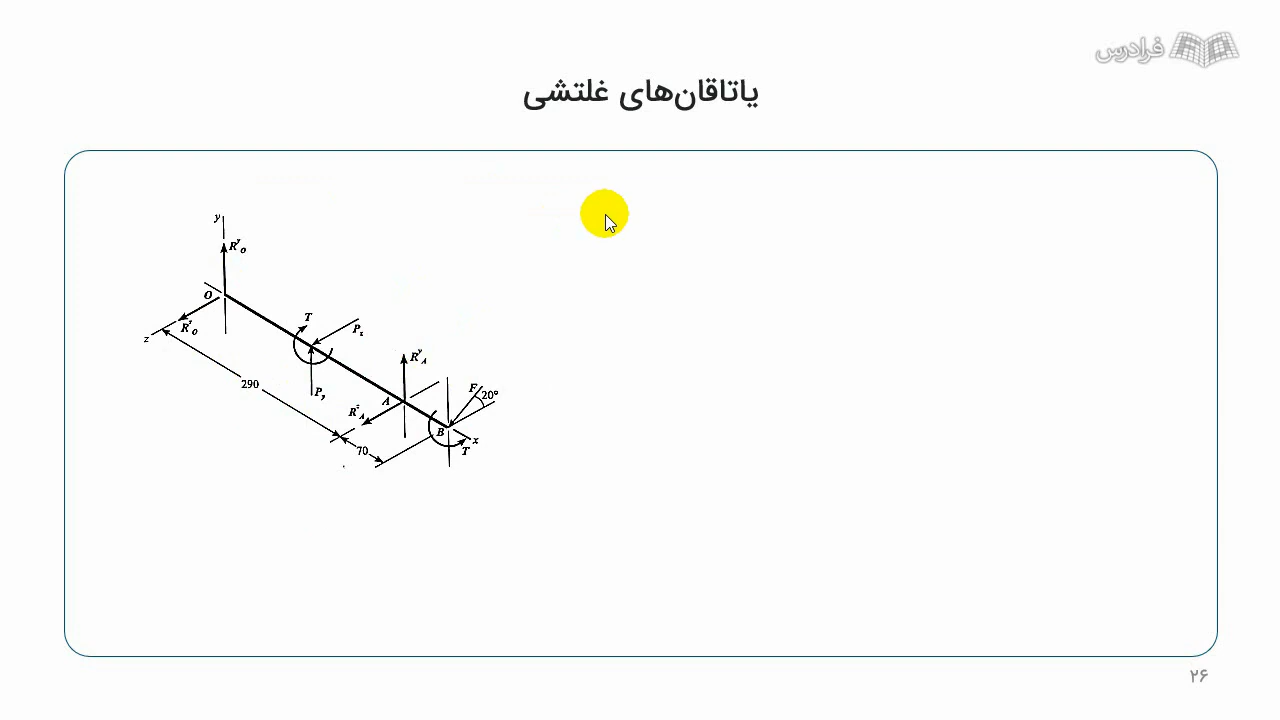 فرادرس
یاتاقان‌های غلتشی
y
R^y_O
O
T
P_z
R^z_O
z
R^y_A
290
P_y
A
F
20°
R^z_A
B
x
70
T
۲۶